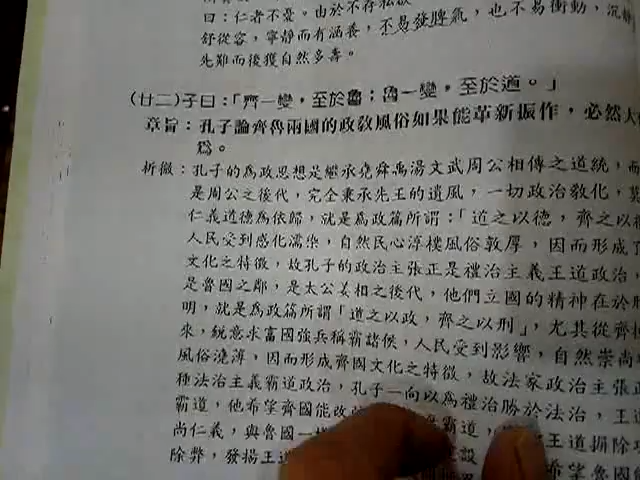 曰：仁者不憂。由於不存私欲
舒從容，寧靜而有涵養，不易發脾氣，也不易衝動，沉
先難而後獲自然多壽。
(廿二)子曰：「齊一變，至於魯；魯一變，至於道。」
章旨：孔子論齊魯兩國的政教風俗如果能革新振作，必然大
為。
析微：孔子的為政思想是繼承堯舜禹湯文武周公相傳之道統，而
是周公之後代，完全秉承先王的遺風，一切政治教化，
仁義道德為依歸，就是為政篇所謂：「道之以德，齊之以禮
人民受到感化濡染，自然民心淳樸風俗敦厚，因而形成了
文化之特徵，故孔子的政治主張正是禮治主義王道政治，
是魯國之鄰，是太公姜相之後代，他們立國的精神在於
明，就是為政篇所謂「道之以政，齊之以刑」，尤其從齊
來，銳意求富國強兵稱霸諸侯，人民受到影響，自然崇尚
風俗澆薄，因而形成齊國文化之特徵，故法家政治主張
種法治主義霸道政治，孔子一向以為禮治勝於法治，王道
霸道，他希望齊國能改 霸道， 王道摒除
尚仁義，與魯國一 設 希望魯國
除弊，發揚王道